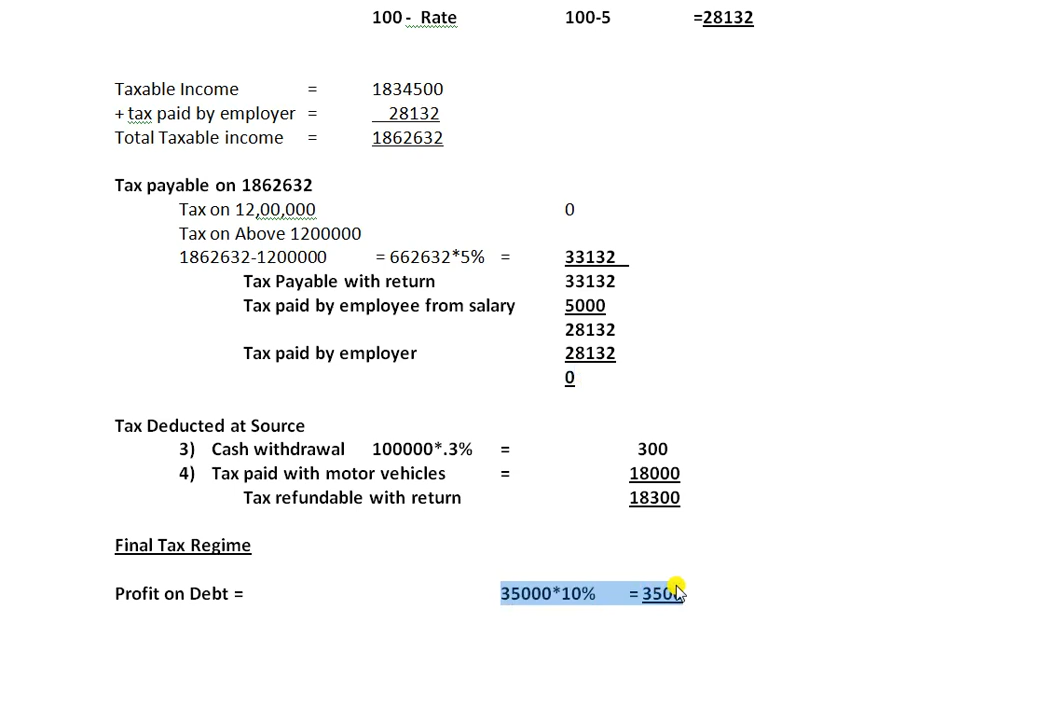 100 - Rate 100-5 =28132
Taxable Income = 1834500
+ tax paid by employer = 28132
Total Taxable income = 1862632
Tax payable on 1862632
Tax on 12,00,000 0
Tax on Above 1200000
1862632-1200000 = 662632*5% = 33132
Tax Payable with return 33132
Tax paid by employee from salary 5000
28132
Tax paid by employer 28132
0
Tax Deducted at Source
3) Cash withdrawal 100000*.3% = 300
4) Tax paid with motor vehicles = 18000
Tax refundable with return 18300
Final Tax Regime
Profit on Debt = 35000*10% = 3500